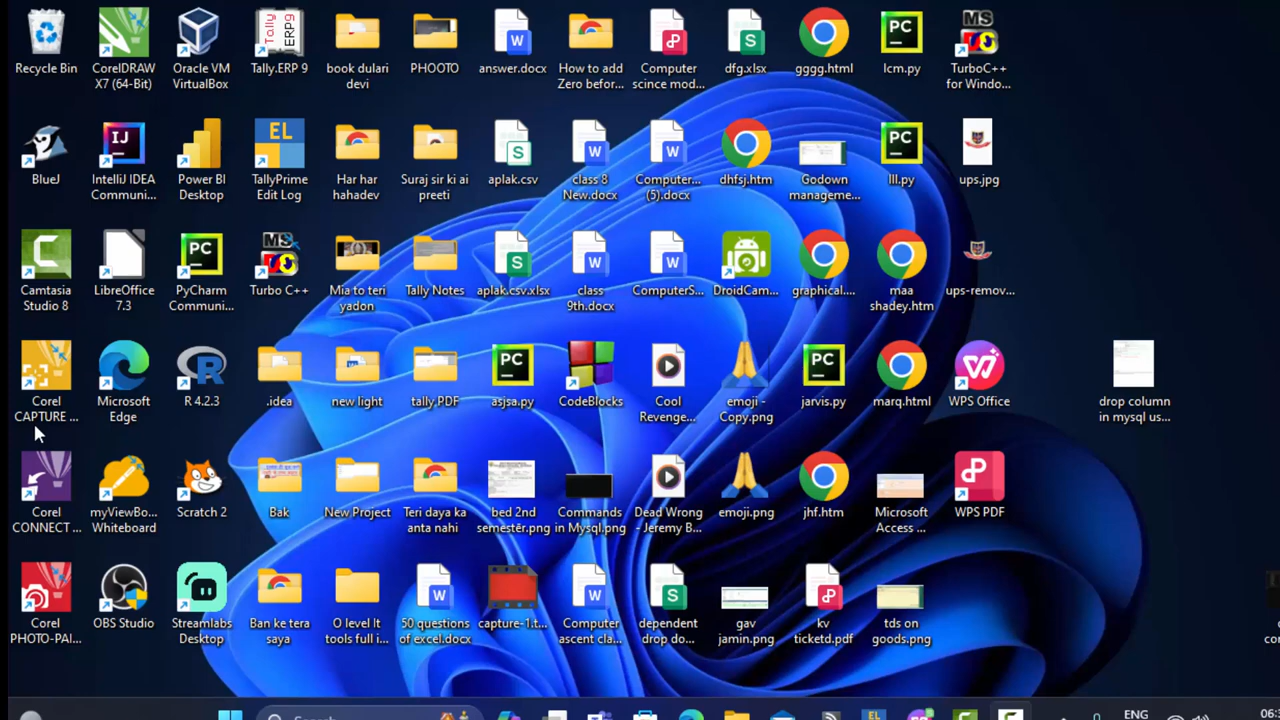 Recycle Bin
CorelDRAW
X7 (64-Bit)
Oracle VM
VirtualBox
Tally.ERP 9
book dulari
devi
PHOOTO
answer.docx
How to add
Zero befor...
Computer
scince mod...
dfg.xlsx
gggg.html
lcm.py
TurboC++
for Windo...
BlueJ
IntelliJ IDEA
Communi...
Power BI
Desktop
TallyPrime
Edit Log
Har har
hahadev
Suraj sir ki ai
preeti
aplak.csv
class 8
New.docx
Computer...
(5).docx
dhfsj.htm
Godown
manageme...
lll.py
ups.jpg
Camtasia
Studio 8
LibreOffice
7.3
PyCharm
Communi...
Turbo C++
Mia to teri
yadon
Tally Notes
aplak.csv.xlsx
class
9th.docx
ComputerS...
DroidCam...
graphical....
maa
shadey.htm
ups-remov...
Corel
CAPTURE ...
Microsoft
Edge
R 4.2.3
.idea
new light
tally PDF
asjsa.py
CodeBlocks
Cool
Revenge...
emoji -
Copy.png
jarvis.py
marq.html
WPS Office
drop column
in mysql us...
Corel
CONNECT ...
myViewBo...
Whiteboard
Scratch 2
Bak
New Project
Teri daya ka
anta nahi
bed 2nd
semestër.png
Commands
in Mysql.png
Dead Wrong
- Jeremy B...
emoji.png
jhf.htm
Microsoft
Access ...
WPS PDF
Corel
PHOTO-PAI...
OBS Studio
Streamlabs
Desktop
Ban ke tera
saya
O level It
tools full i...
50 questions
of excel.docx
capture-1.t...
Computer
ascent cla...
dependent
drop do...
gav
jamin.png
kv
ticketd.pdf
tds on
goods.png
ENG